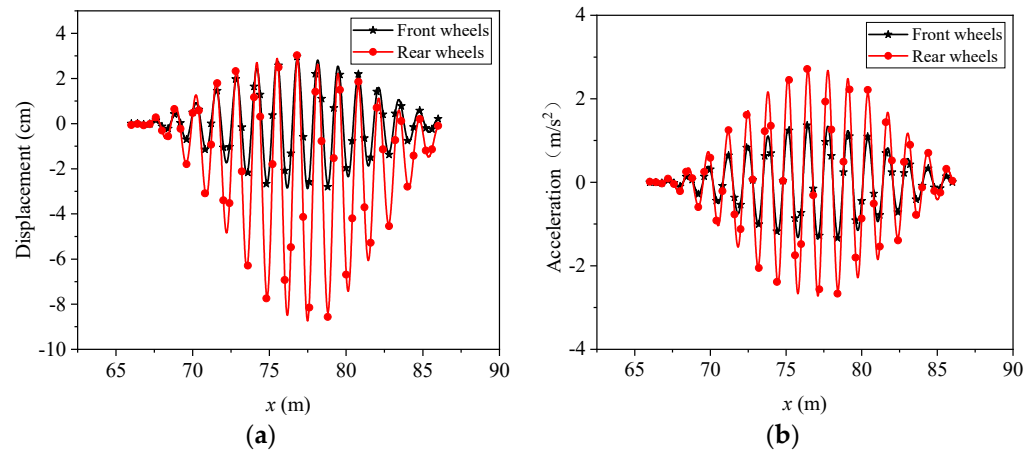 Displacement (cm)
4
2
0
-2
-4
-6
-8
-10
Front wheels
Rear wheels
65 70 75 80 85 90
x (m)
(a)
Acceleration（m/s²）
4
2
0
-2
-4
Front wheels
Rear wheels
65 70 75 80 85 90
x (m)
(b)